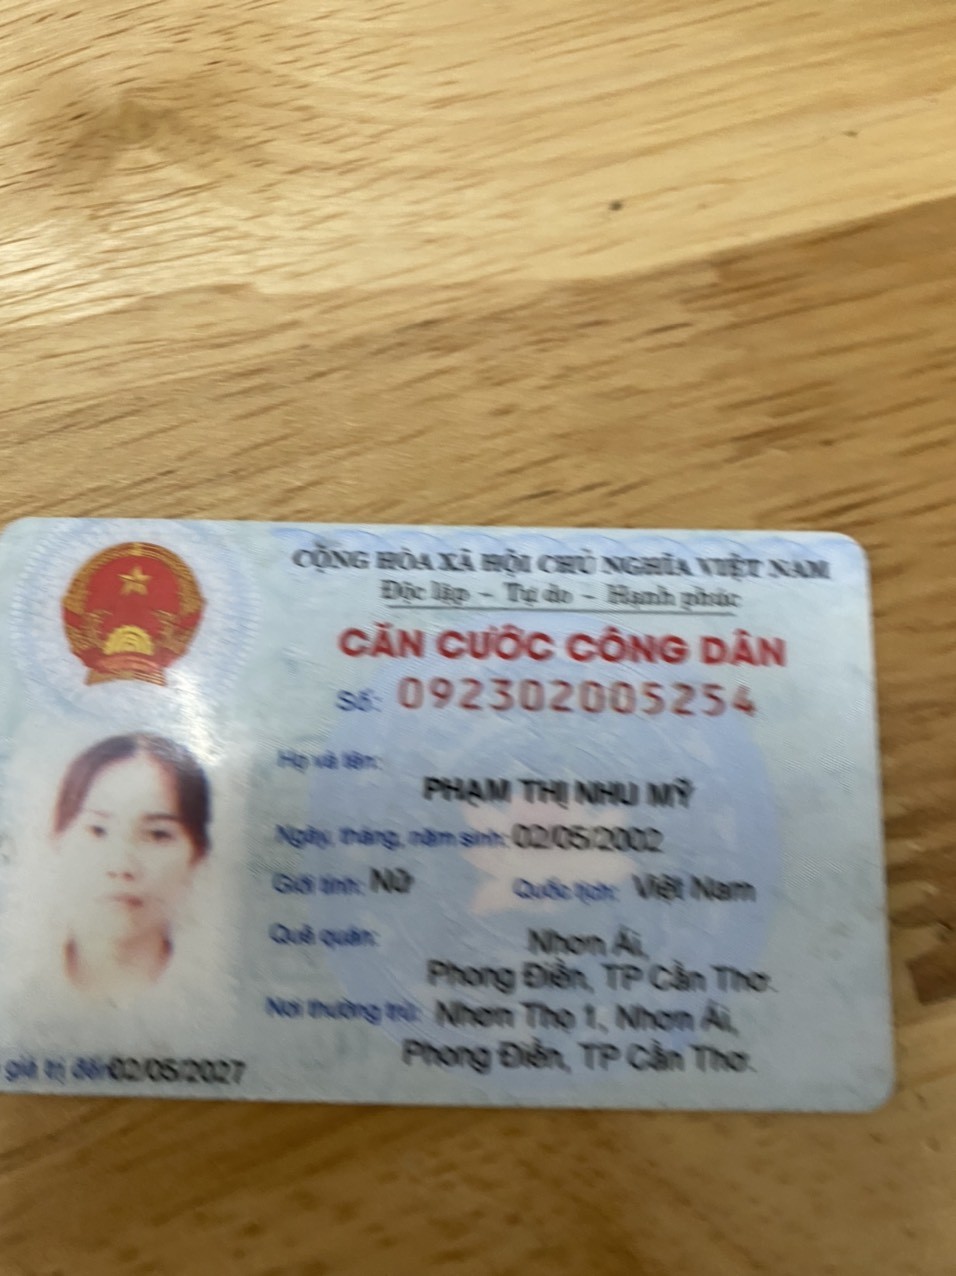 CỘNG HÒA XÃ HỘI CHỦ NGHĨA VIỆT NAM
Độc lập - Tự do - Hạnh phúc
CĂN CƯỚC CÔNG DÂN
Số: 092302005254
Họ và tên:
PHẠM THỊ NHU MỸ
Ngày, tháng, năm sinh: 02/05/2002
Giới tính: Nữ Quốc tịch: Việt Nam
Quê quán: Nhơn Ái,
Phong Điền, TP Cần Thơ.
Nơi thường trú: Nhơn Thọ 1, Nhơn Ái,
Phong Điền, TP Cần Thơ.
giá trị đến 02/05/2027